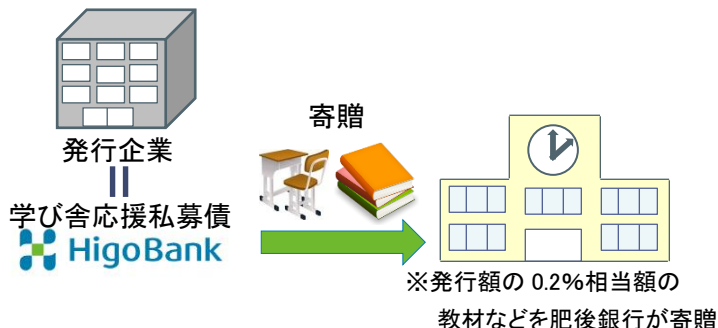 発行企業
||
学び舎応援私募債
HigoBank
寄贈
※発行額の 0.2%相当額の
教材などを肥後銀行が寄贈